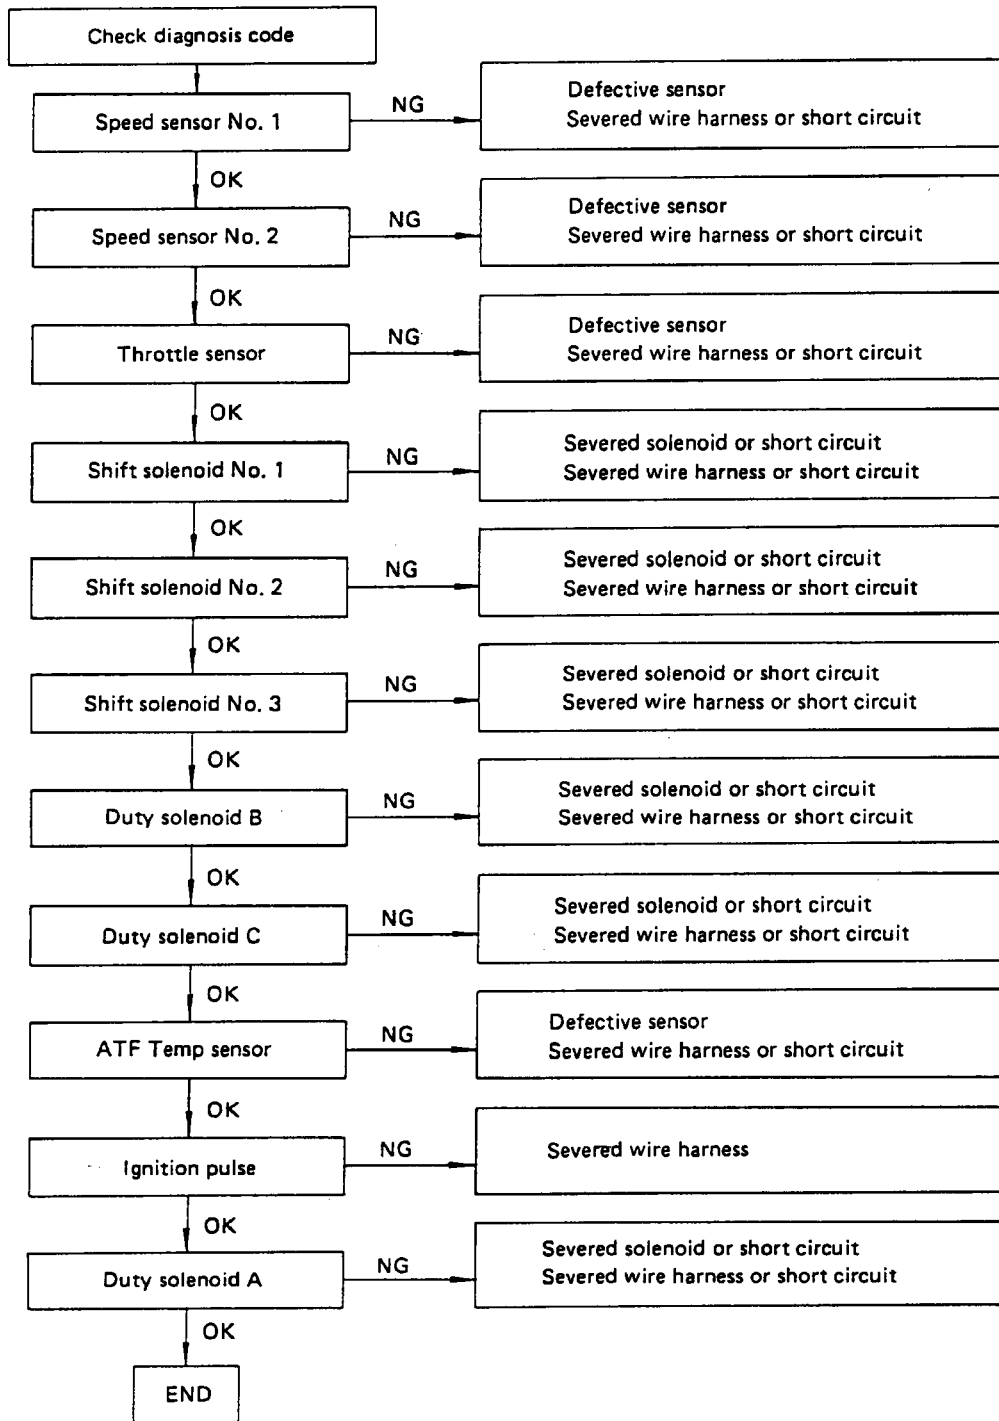 Check diagnosis code
Speed sensor No. 1
NG
Defective sensor
Severed wire harness or short circuit
OK
Speed sensor No. 2
NG
Defective sensor
Severed wire harness or short circuit
OK
Throttle sensor
NG
Defective sensor
Severed wire harness or short circuit
OK
Shift solenoid No. 1
NG
Severed solenoid or short circuit
Severed wire harness or short circuit
OK
Shift solenoid No. 2
NG
Severed solenoid or short circuit
Severed wire harness or short circuit
OK
Shift solenoid No. 3
NG
Severed solenoid or short circuit
Severed wire harness or short circuit
OK
Duty solenoid B
NG
Severed solenoid or short circuit
Severed wire harness or short circuit
OK
Duty solenoid C
NG
Severed solenoid or short circuit
Severed wire harness or short circuit
OK
ATF Temp sensor
NG
Defective sensor
Severed wire harness or short circuit
OK
Ignition pulse
NG
Severed wire harness
OK
Duty solenoid A
NG
Severed solenoid or short circuit
Severed wire harness or short circuit
OK
END